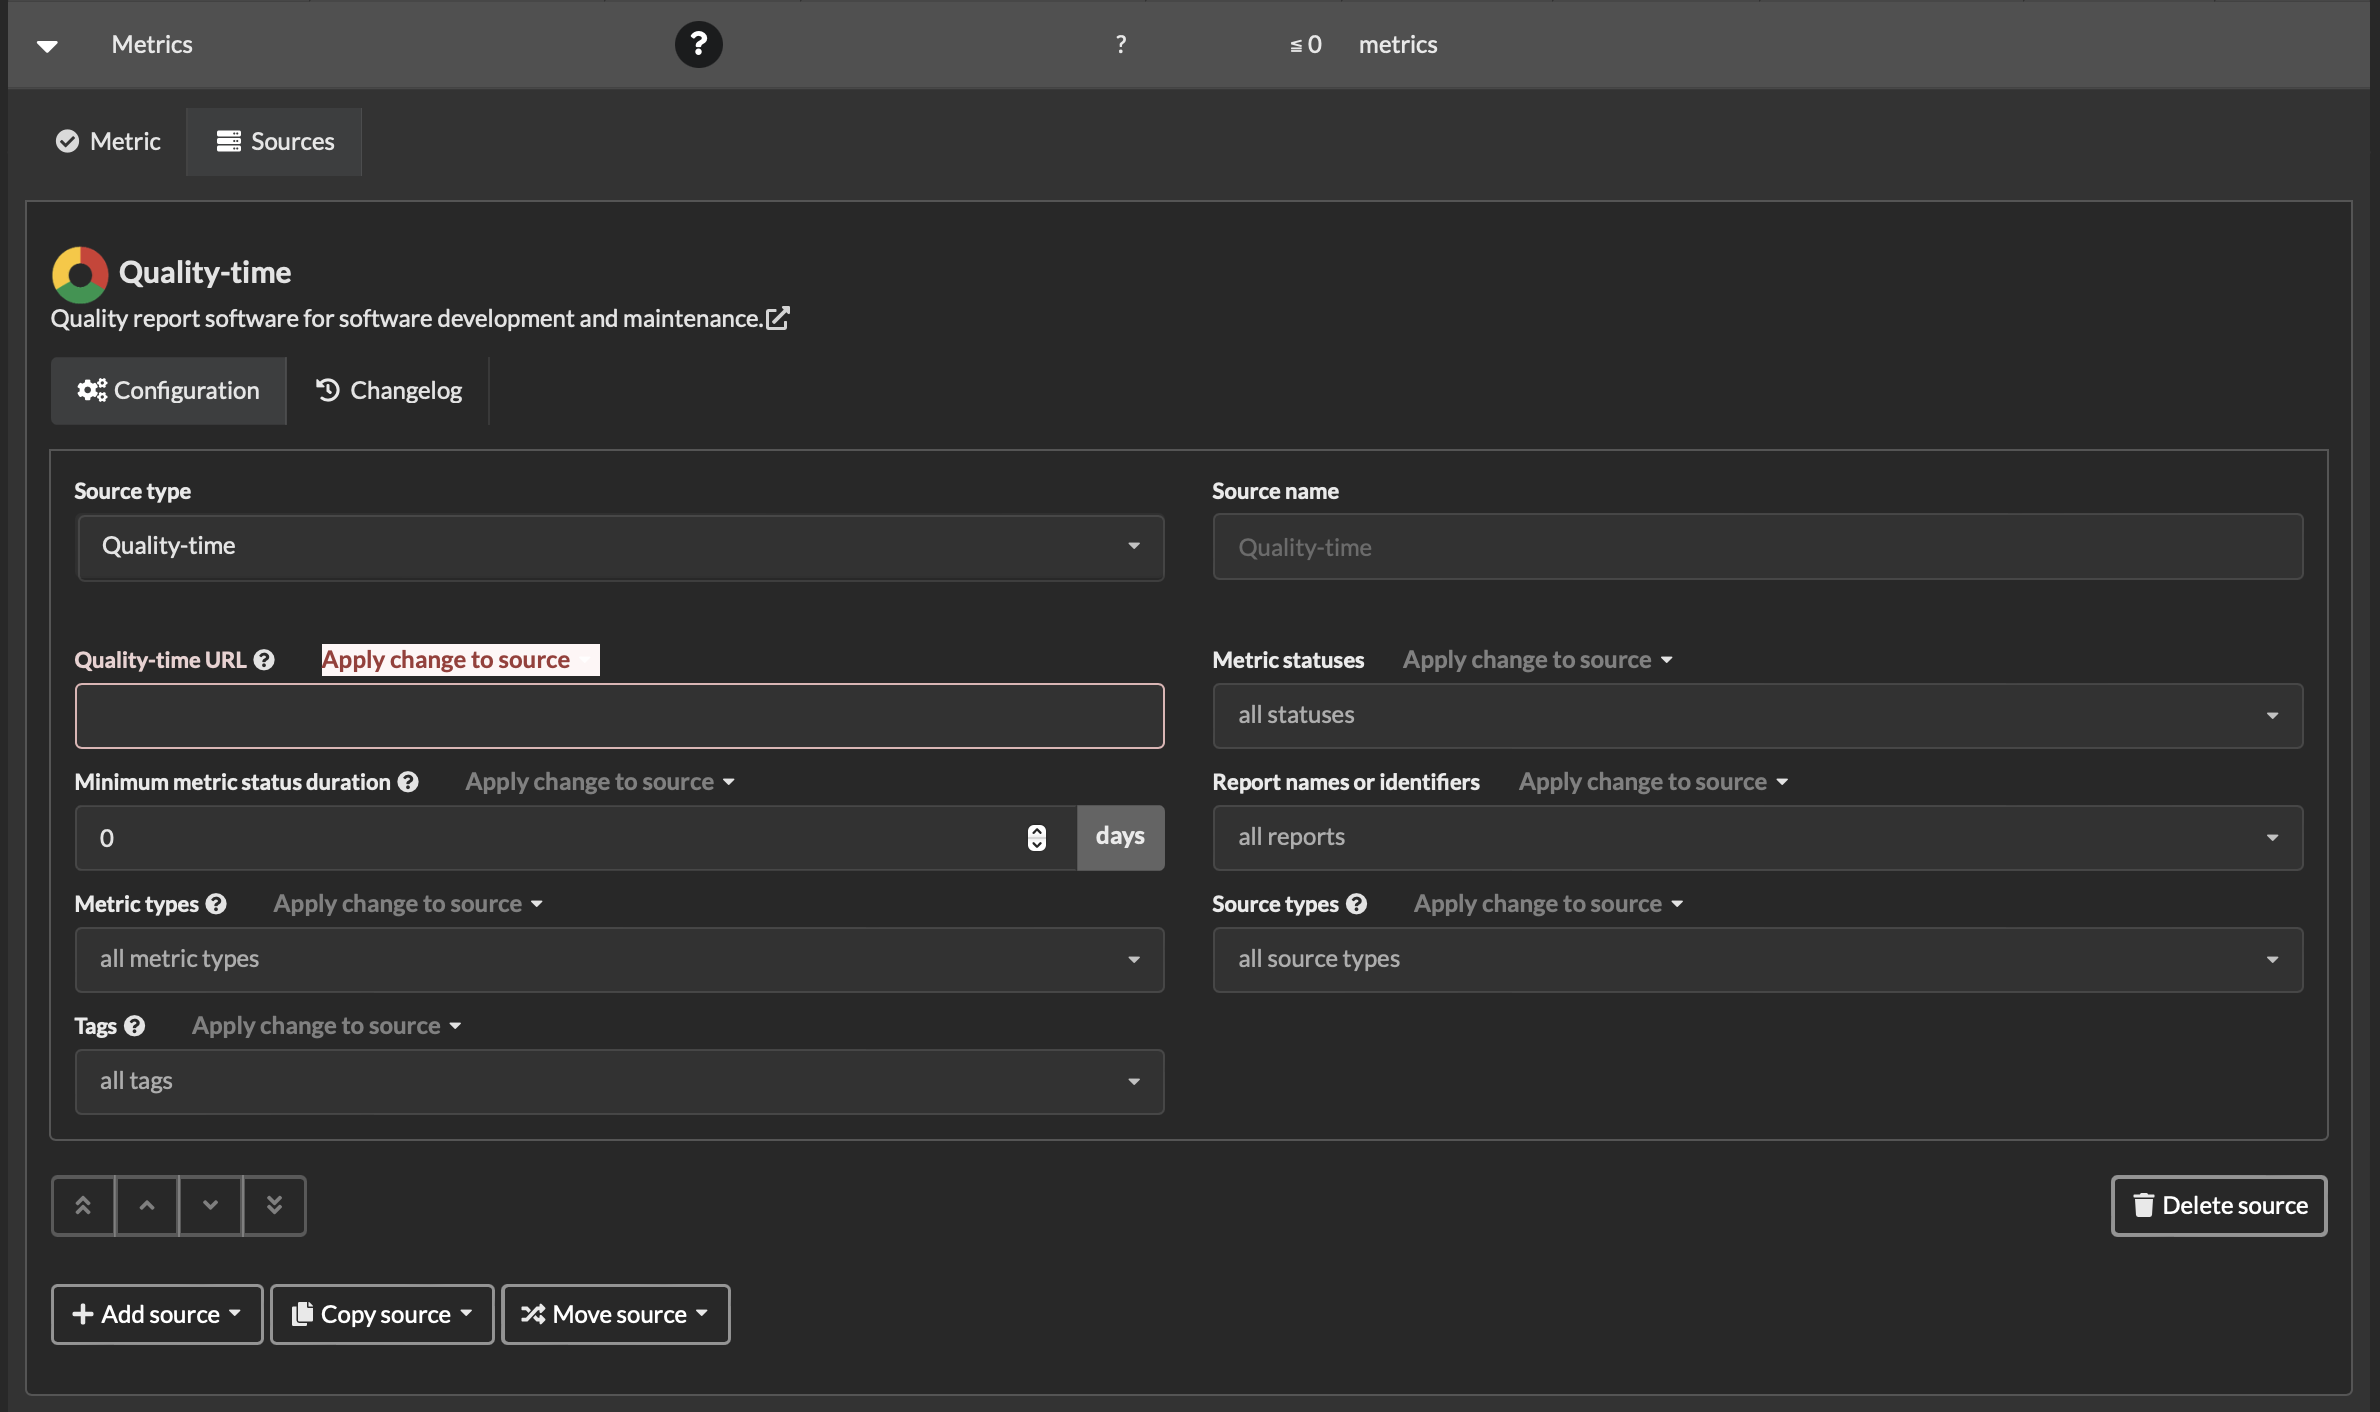 Metrics ? ? ≦ 0 metrics
Metric Sources
Quality-time
Quality report software for software development and maintenance.
Configuration Changelog
Source type Source name
Quality-time Quality-time
Quality-time URL ? Apply change to source Metric statuses Apply change to source
all statuses
Minimum metric status duration ? Apply change to source Report names or identifiers Apply change to source
0 days all reports
Metric types ? Apply change to source Source types ? Apply change to source
all metric types all source types
Tags ? Apply change to source
all tags
Delete source
Add source Copy source Move source